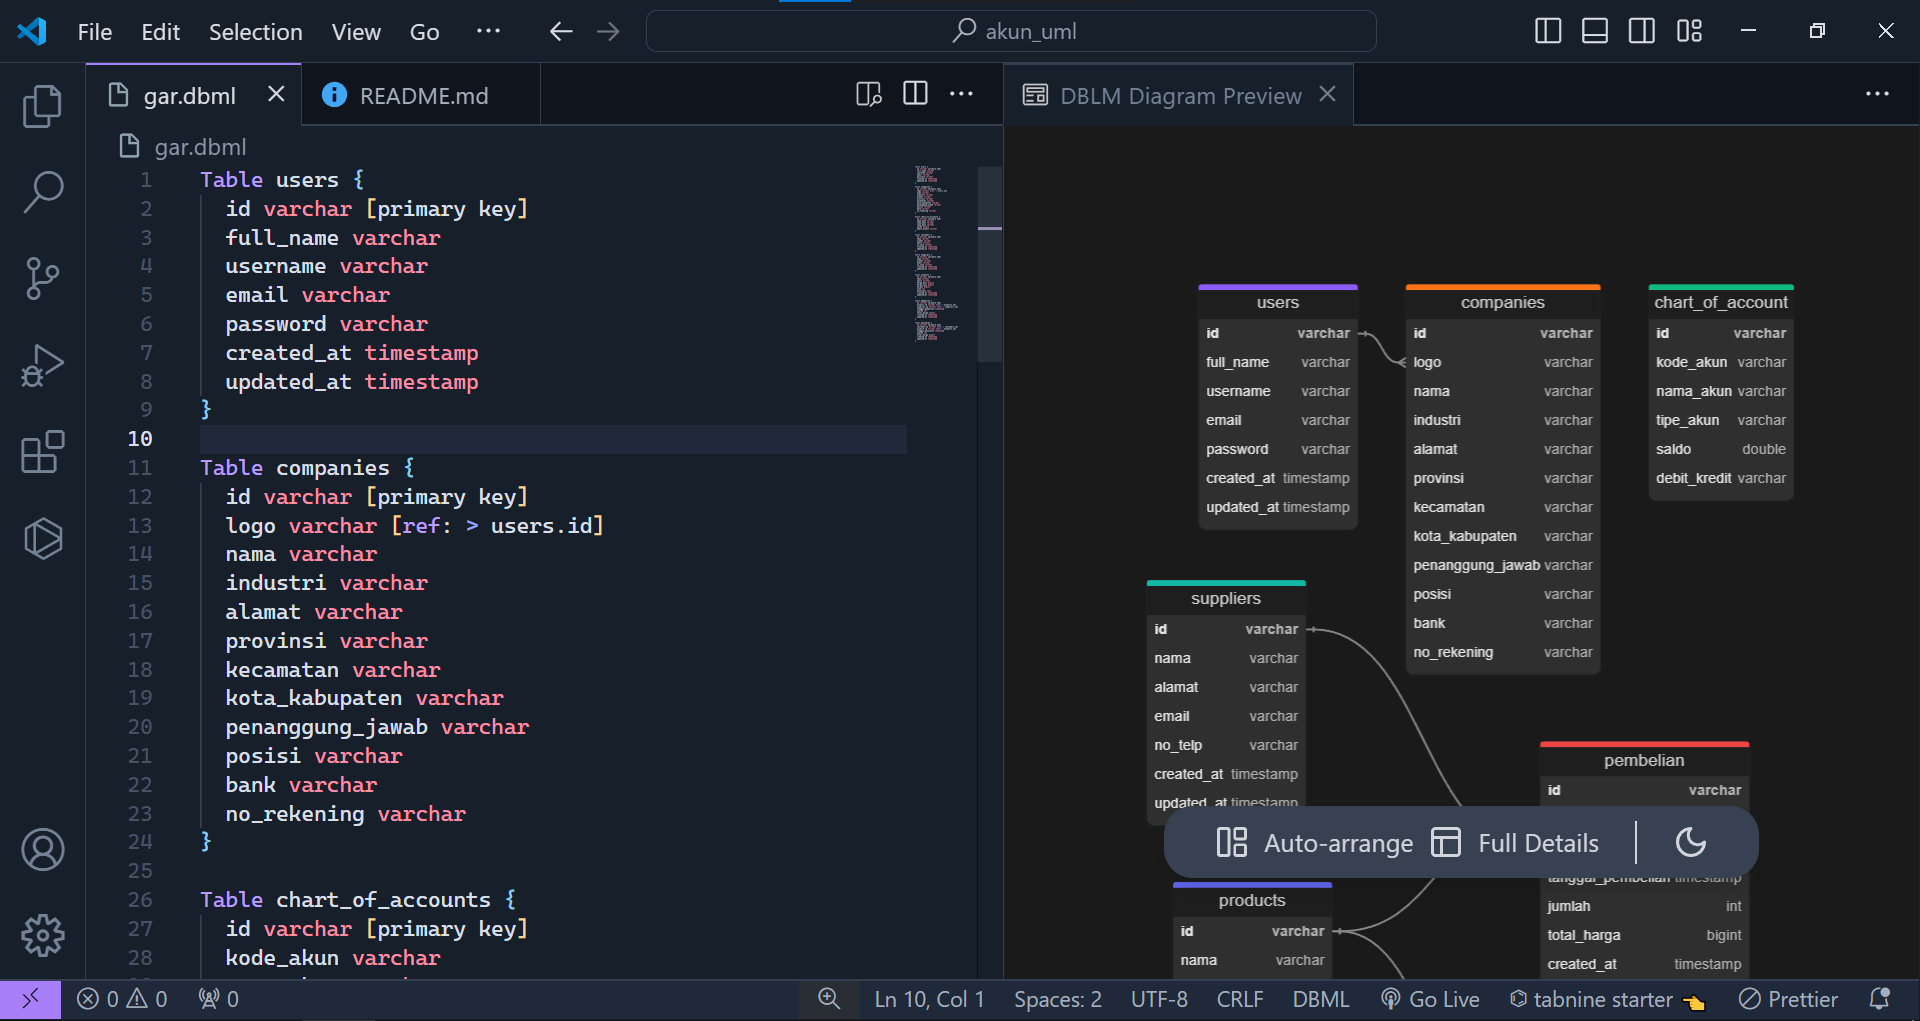 File Edit Selection View Go ···
akun_uml
gar.dbml
README.md
DBLM Diagram Preview
gar.dbml
1 Table users {
2 id varchar [primary key]
3 full_name varchar
4 username varchar
5 email varchar
6 password varchar
7 created_at timestamp
8 updated_at timestamp
9 }
10
11 Table companies {
12 id varchar [primary key]
13 logo varchar [ref: > users.id]
14 nama varchar
15 industri varchar
16 alamat varchar
17 provinsi varchar
18 kecamatan varchar
19 kota_kabupaten varchar
20 penanggung_jawab varchar
21 posisi varchar
22 bank varchar
23 no_rekening varchar
24 }
25
26 Table chart_of_accounts {
27 id varchar [primary key]
28 kode_akun varchar
users
id varchar
full_name varchar
username varchar
email varchar
password varchar
created_at timestamp
updated_at timestamp
companies
id varchar
logo varchar
nama varchar
industri varchar
alamat varchar
provinsi varchar
kecamatan varchar
kota_kabupaten varchar
penanggung_jawab varchar
posisi varchar
bank varchar
no_rekening varchar
chart_of_account
id varchar
kode_akun varchar
nama_akun varchar
tipe_akun varchar
saldo double
debit_kredit varchar
suppliers
id varchar
nama varchar
alamat varchar
email varchar
no_telp varchar
created_at timestamp
updated_at timestamp
pembelian
id varchar
Auto-arrange
Full Details
tanggal_pembelian timestamp
jumlah int
total_harga bigint
created_at timestamp
products
id varchar
nama varchar
0 0 0
Ln 10, Col 1
Spaces: 2
UTF-8
CRLF
DBML
Go Live
tabnine starter
Prettier